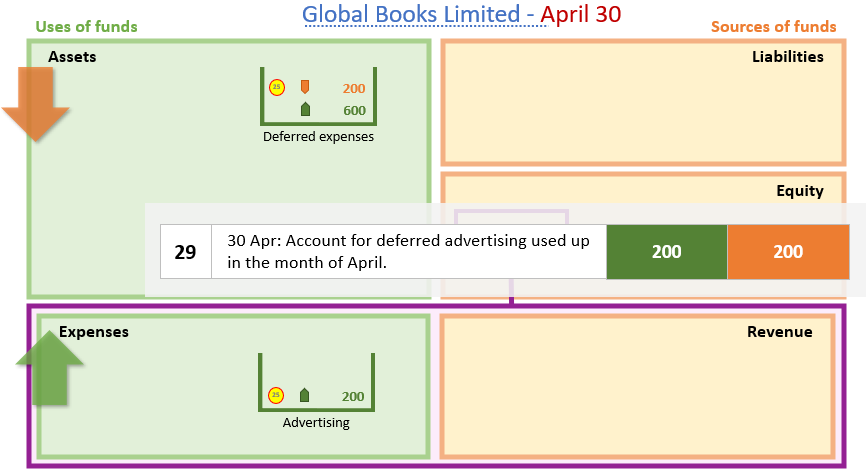 Global Books Limited - April 30
Uses of funds
Sources of funds
Assets
Liabilities
25
200
600
Deferred expenses
Equity
29
30 Apr: Account for deferred advertising used up
in the month of April.
200
200
Expenses
Revenue
25
200
Advertising